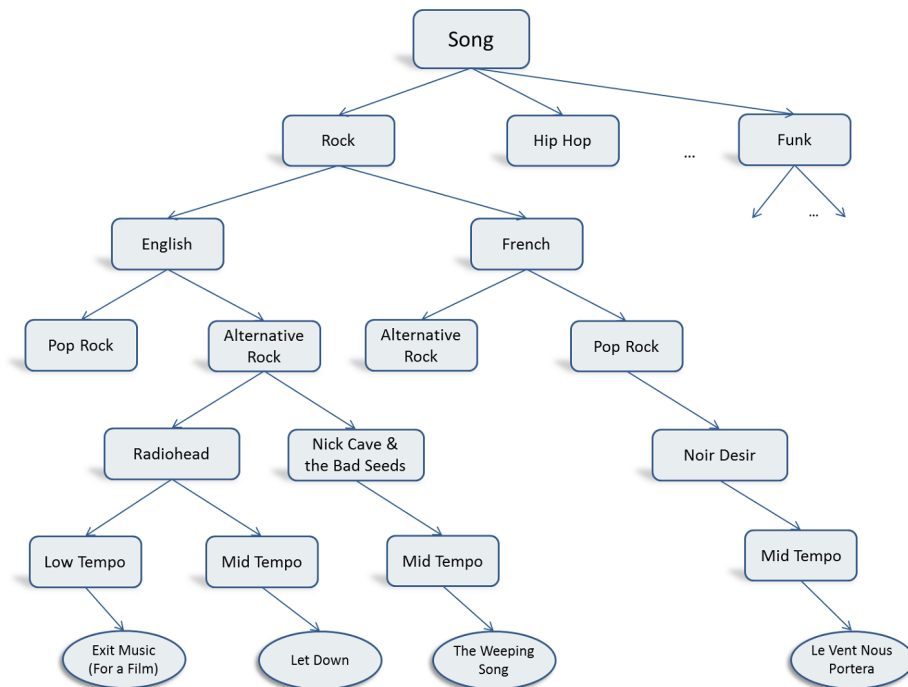 Song
Rock
Hip Hop
...
Funk
...
English
French
Pop Rock
Alternative
Rock
Alternative
Rock
Pop Rock
Radiohead
Nick Cave &
the Bad Seeds
Noir Desir
Low Tempo
Mid Tempo
Mid Tempo
Mid Tempo
Exit Music
(For a Film)
Let Down
The Weeping
Song
Le Vent Nous
Portera